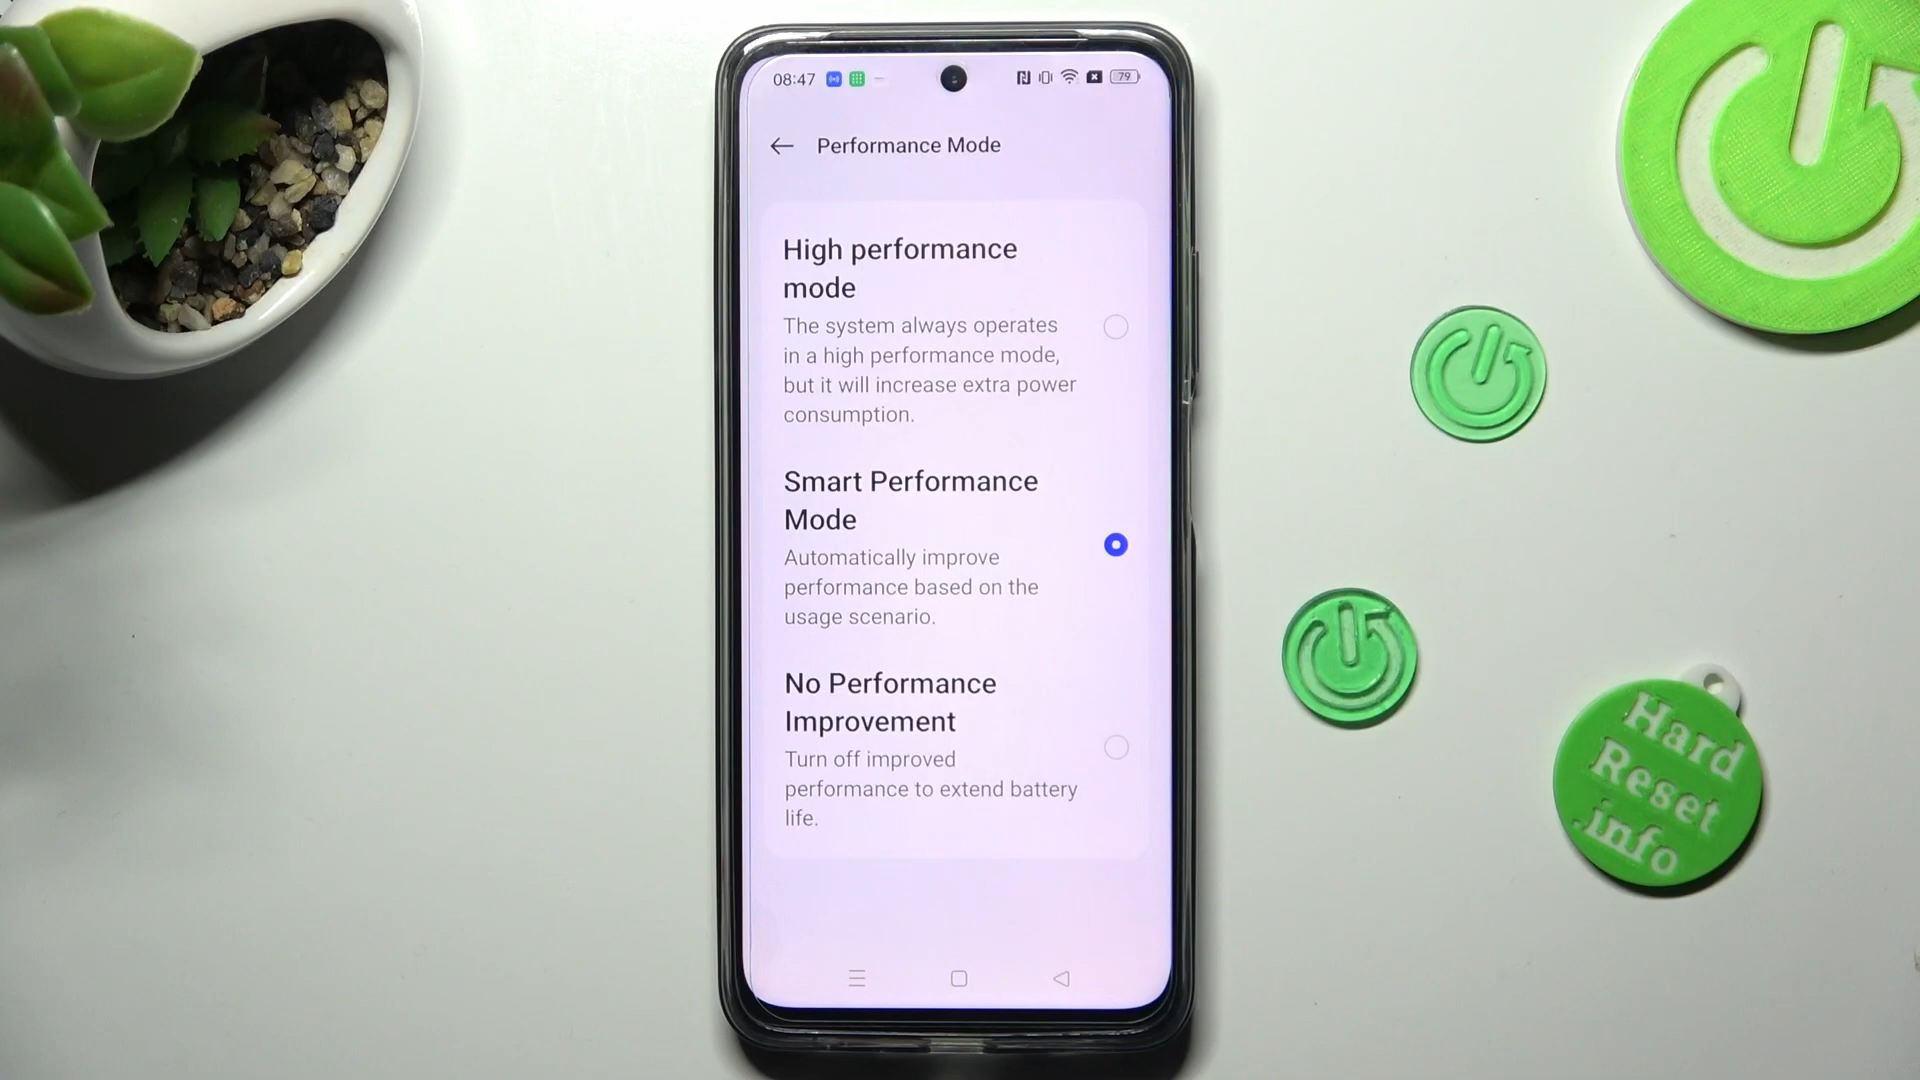 08:47
79
Performance Mode
High performance
mode
The system always operates
in a high performance mode,
but it will increase extra power
consumption.
Smart Performance
Mode
Automatically improve
performance based on the
usage scenario.
No Performance
Improvement
Turn off improved
performance to extend battery
life.
Hard
Reset
.info